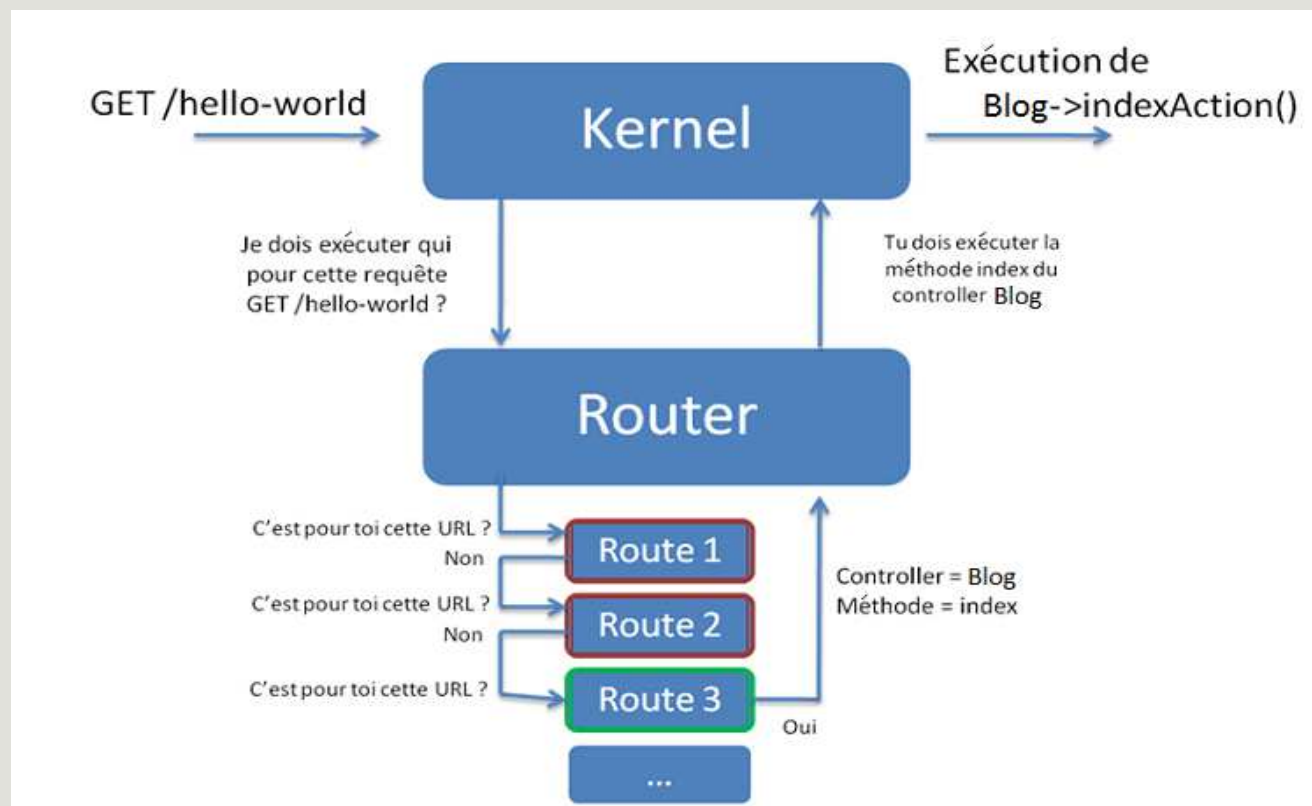 GET /hello-world
Kernel
Exécution de
Blog->indexAction()
Je dois exécuter qui
pour cette requête
GET /hello-world ?
Tu dois exécuter la
méthode index du
controller Blog
Router
C'est pour toi cette URL ?
Non
Route 1
C'est pour toi cette URL ?
Non
Route 2
C'est pour toi cette URL ?
Route 3
Oui
Controller = Blog
Méthode = index
...